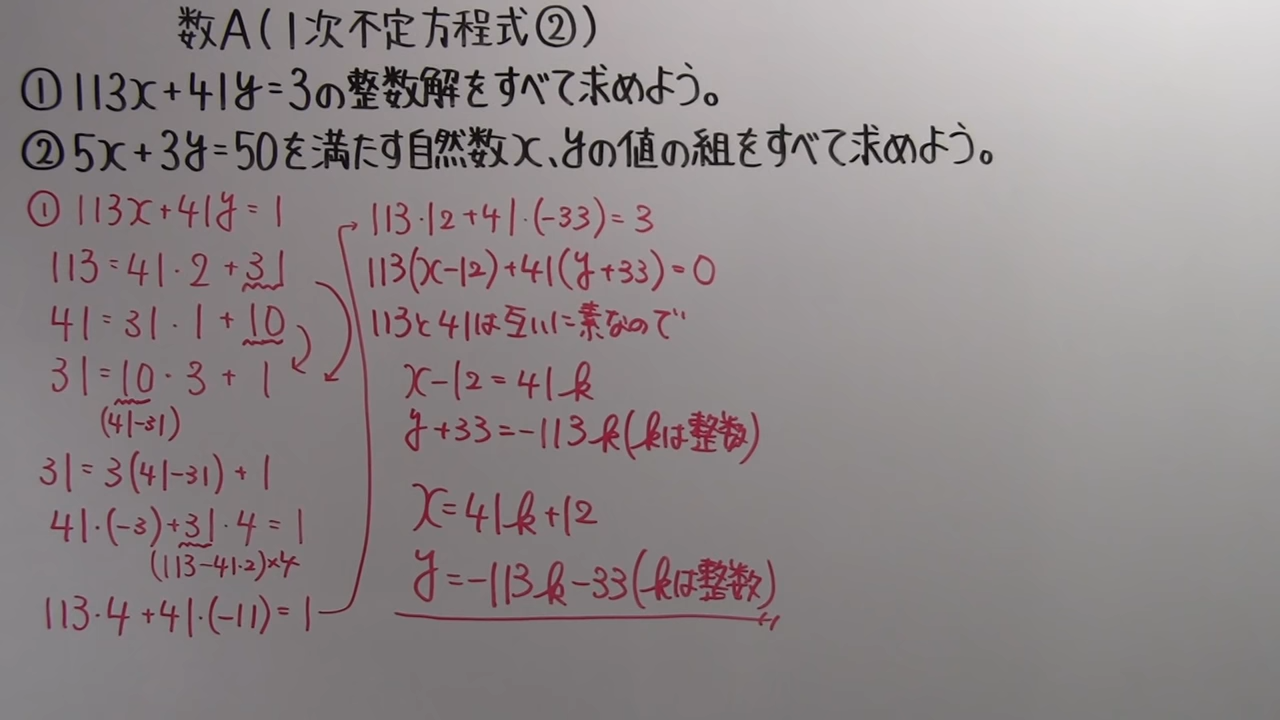 数A(1次不定方程式②)
①113x+41y=3の整数解をすべて求めよう。
②5x+3y=50を満たす自然数x、yの値の組をすべて求めよう。
①113x+41y=1
113=41·2+31
41=31·1+10
31=10·3+1
(41-31)
31=3(41-31)+1
41·(-3)+31·4=1
(113-41·2)×4
113·4+41·(-11)=1
113·12+41·(-33)=3
113(x-12)+41(y+33)=0
113と41は互いに素なので
x-12=41k
y+33=-113k(kは整数)
x=41k+12
y=-113k-33(kは整数)